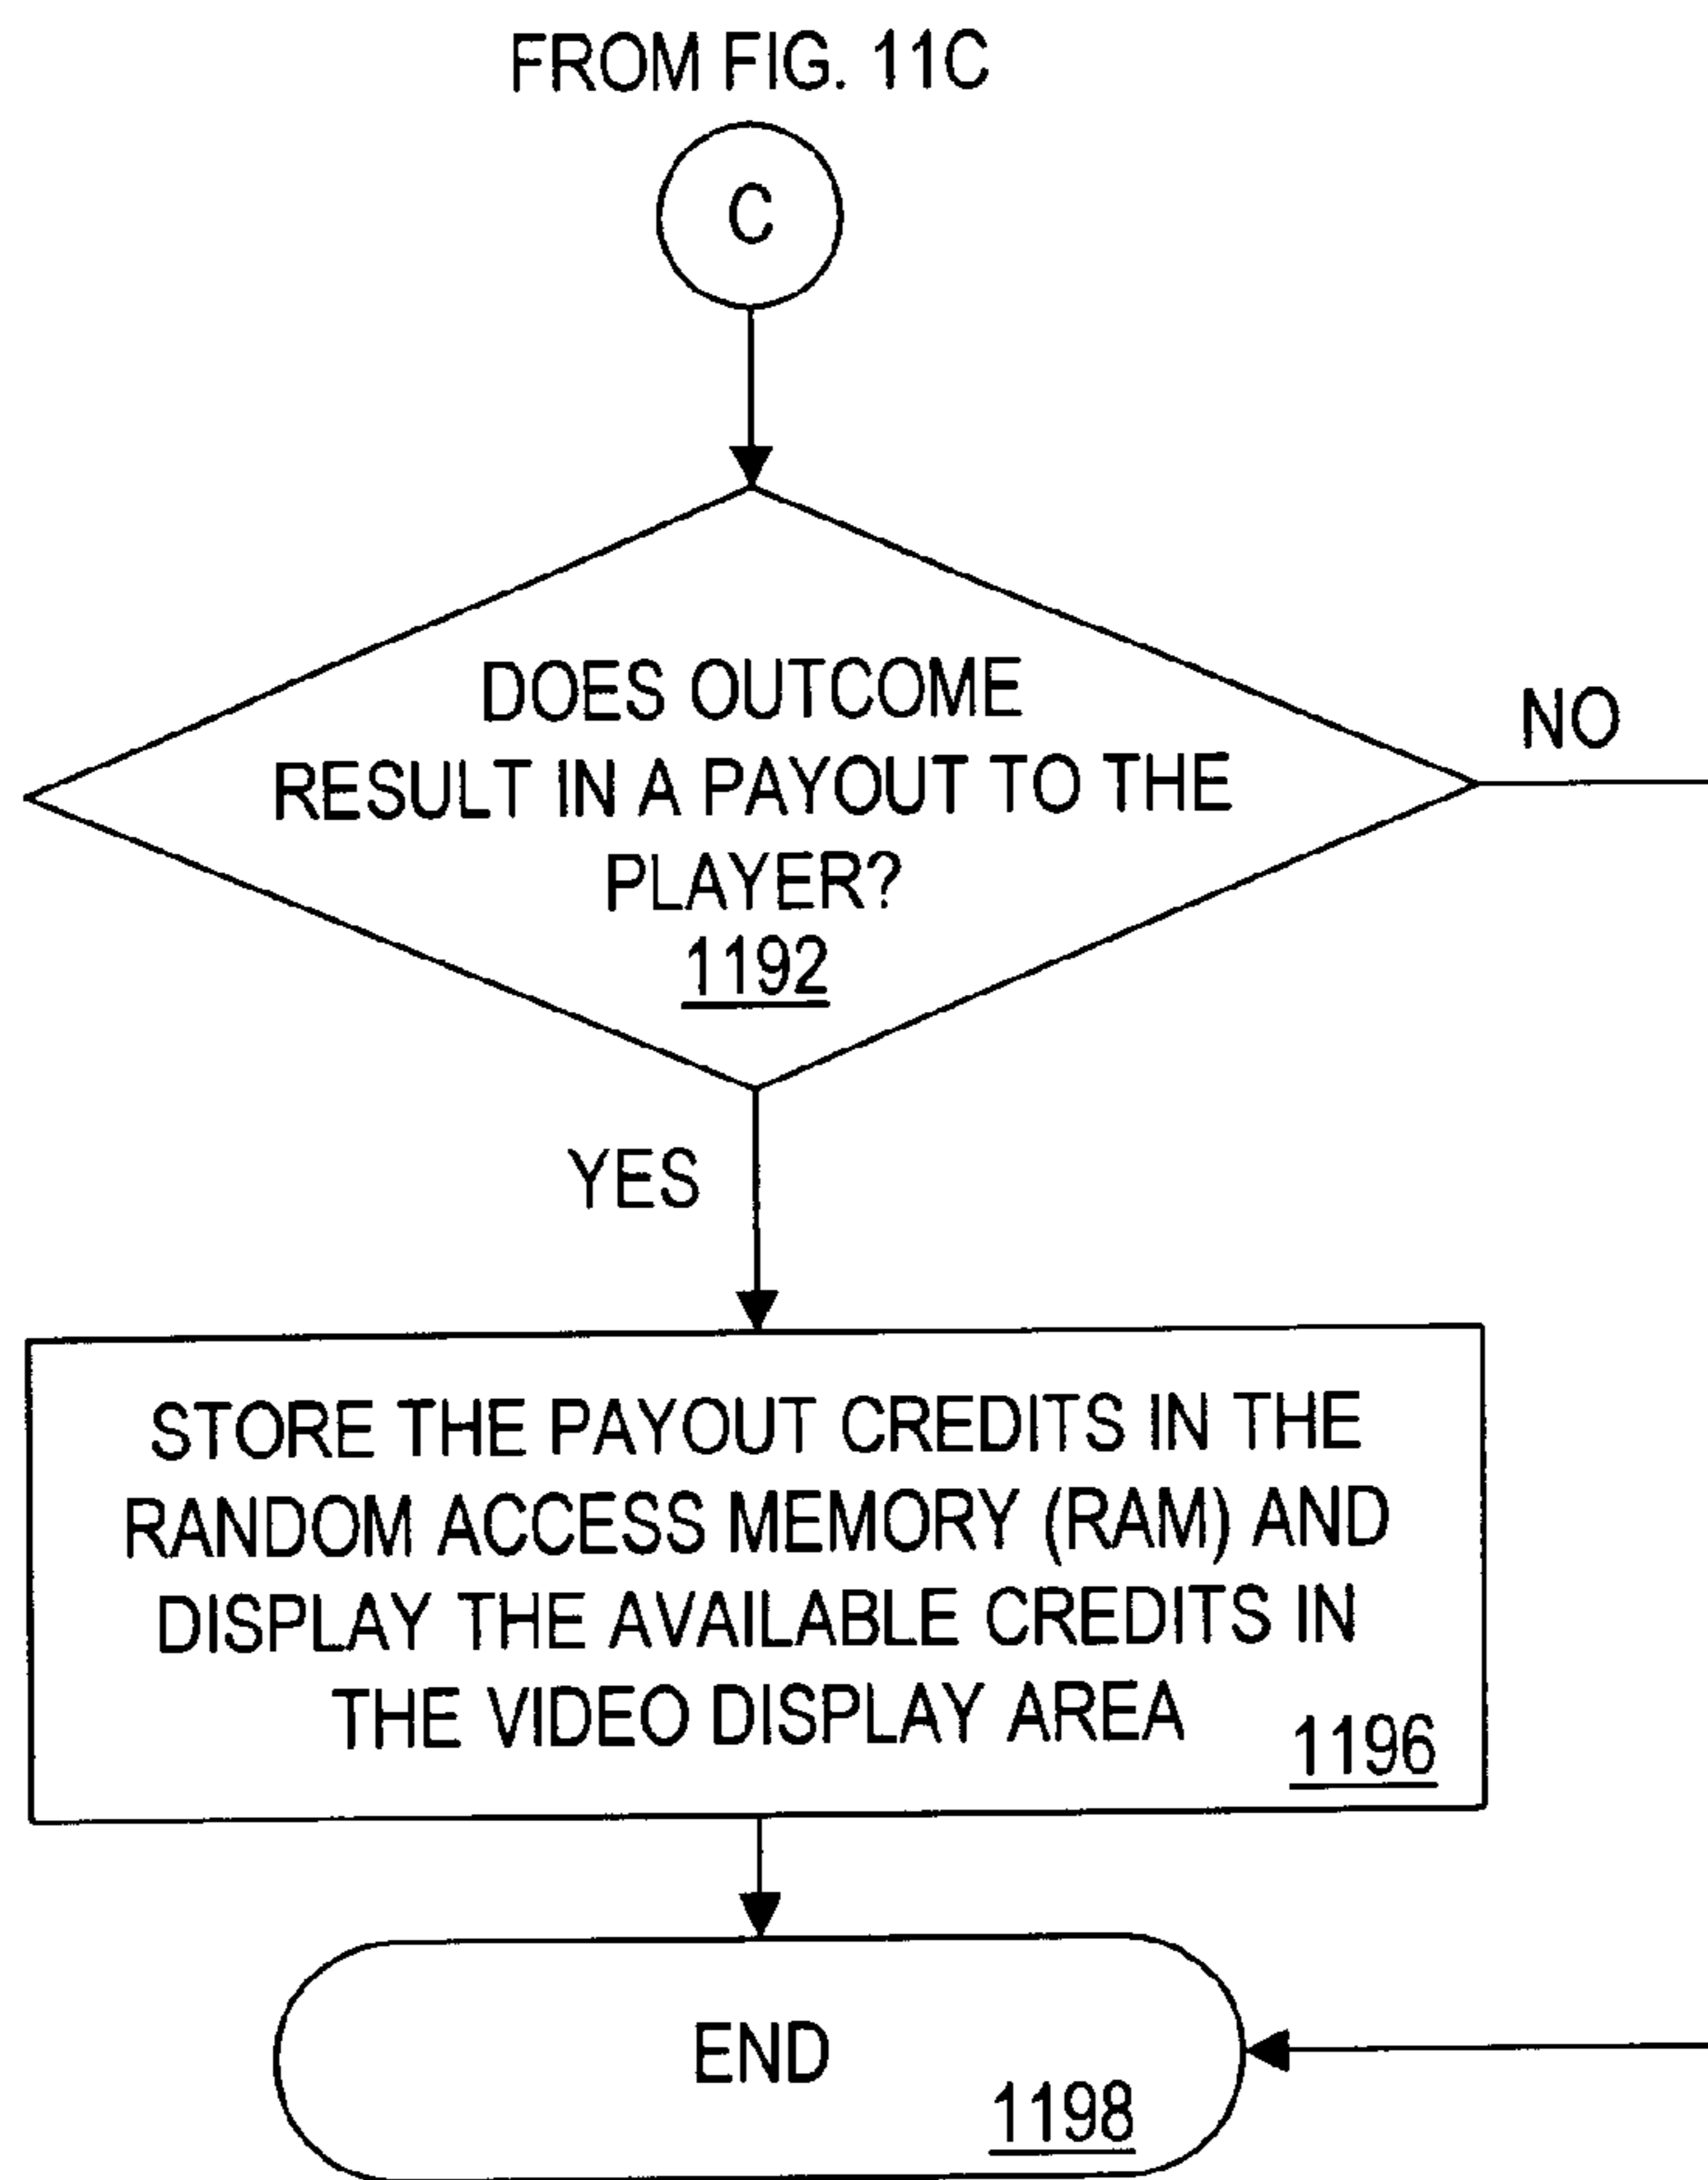 FROM FIG. 11C
C
DOES OUTCOME
RESULT IN A PAYOUT TO THE
PLAYER?
1192
NO
YES
STORE THE PAYOUT CREDITS IN THE
RANDOM ACCESS MEMORY (RAM) AND
DISPLAY THE AVAILABLE CREDITS IN
THE VIDEO DISPLAY AREA
1196
END
1198